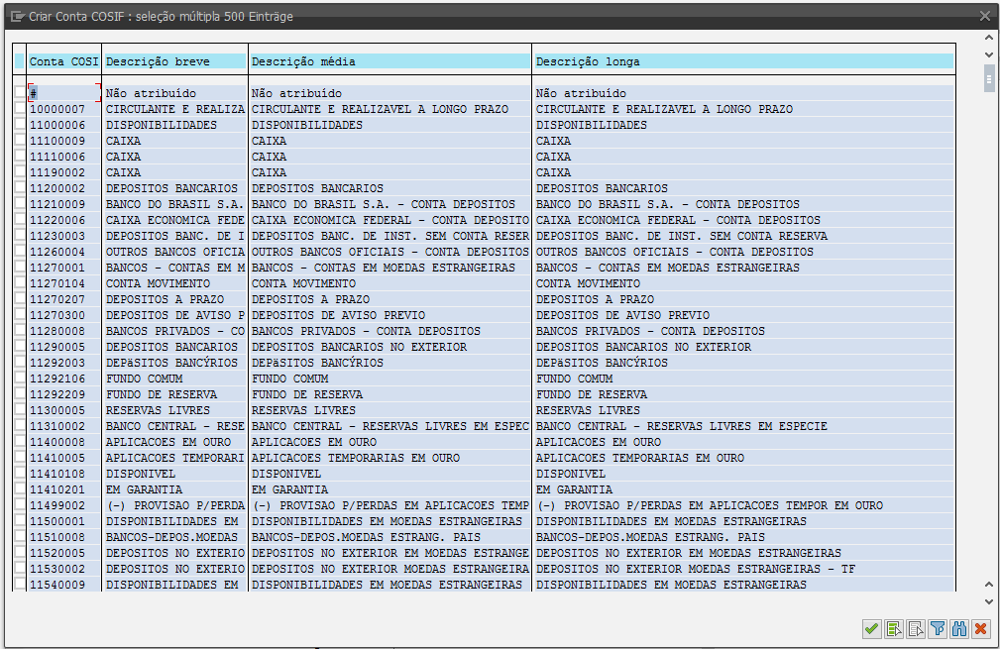 Criar Conta COSIF : seleção múltipla 500 Einträge
Conta COSI Descrição breve Descrição média Descrição longa
# Não atribuído Não atribuído Não atribuído
10000007 CIRCULANTE E REALIZA CIRCULANTE E REALIZAVEL A LONGO PRAZO CIRCULANTE E REALIZAVEL A LONGO PRAZO
11000006 DISPONIBILIDADES DISPONIBILIDADES DISPONIBILIDADES
11100009 CAIXA CAIXA CAIXA
11110006 CAIXA CAIXA CAIXA
11190002 CAIXA CAIXA CAIXA
11200002 DEPOSITOS BANCARIOS DEPOSITOS BANCARIOS DEPOSITOS BANCARIOS
11210009 BANCO DO BRASIL S.A. BANCO DO BRASIL S.A. - CONTA DEPOSITOS BANCO DO BRASIL S.A. - CONTA DEPOSITOS
11220006 CAIXA ECONOMICA FEDE CAIXA ECONOMICA FEDERAL - CONTA DEPOSITO CAIXA ECONOMICA FEDERAL - CONTA DEPOSITOS
11230003 DEPOSITOS BANC. DE I DEPOSITOS BANC. DE INST. SEM CONTA RESER DEPOSITOS BANC. DE INST. SEM CONTA RESERVA
11260004 OUTROS BANCOS OFICIA OUTROS BANCOS OFICIAIS - CONTA DEPOSITOS OUTROS BANCOS OFICIAIS - CONTA DEPOSITOS
11270001 BANCOS - CONTAS EM M BANCOS - CONTAS EM MOEDAS ESTRANGEIRAS BANCOS - CONTAS EM MOEDAS ESTRANGEIRAS
11270104 CONTA MOVIMENTO CONTA MOVIMENTO CONTA MOVIMENTO
11270207 DEPOSITOS A PRAZO DEPOSITOS A PRAZO DEPOSITOS A PRAZO
11270300 DEPOSITOS DE AVISO P DEPOSITOS DE AVISO PREVIO DEPOSITOS DE AVISO PREVIO
11280008 BANCOS PRIVADOS - CO BANCOS PRIVADOS - CONTA DEPOSITOS BANCOS PRIVADOS - CONTA DEPOSITOS
11290005 DEPOSITOS BANCARIOS DEPOSITOS BANCARIOS NO EXTERIOR DEPOSITOS BANCARIOS NO EXTERIOR
11292003 DEPäSITOS BANCÝRIOS DEPäSITOS BANCÝRIOS DEPäSITOS BANCÝRIOS
11292106 FUNDO COMUM FUNDO COMUM FUNDO COMUM
11292209 FUNDO DE RESERVA FUNDO DE RESERVA FUNDO DE RESERVA
11300005 RESERVAS LIVRES RESERVAS LIVRES RESERVAS LIVRES
11310002 BANCO CENTRAL - RESE BANCO CENTRAL - RESERVAS LIVRES EM ESPEC BANCO CENTRAL - RESERVAS LIVRES EM ESPECIE
11400008 APLICACOES EM OURO APLICACOES EM OURO APLICACOES EM OURO
11410005 APLICACOES TEMPORARI APLICACOES TEMPORARIAS EM OURO APLICACOES TEMPORARIAS EM OURO
11410108 DISPONIVEL DISPONIVEL DISPONIVEL
11410201 EM GARANTIA EM GARANTIA EM GARANTIA
11499002 (-) PROVISAO P/PERDA (-) PROVISAO P/PERDAS EM APLICACOES TEMP (-) PROVISAO P/PERDAS EM APLICACOES TEMPOR EM OURO
11500001 DISPONIBILIDADES EM DISPONIBILIDADES EM MOEDAS ESTRANGEIRAS DISPONIBILIDADES EM MOEDAS ESTRANGEIRAS
11510008 BANCOS-DEPOS.MOEDAS BANCOS-DEPOS.MOEDAS ESTRANG. PAIS BANCOS-DEPOS.MOEDAS ESTRANG. PAIS
11520005 DEPOSITOS NO EXTERIO DEPOSITOS NO EXTERIOR EM MOEDAS ESTRANGE DEPOSITOS NO EXTERIOR EM MOEDAS ESTRANGEIRAS
11530002 DEPOSITOS NO EXTERIO DEPOSITOS NO EXTERIOR MOEDAS ESTRANGEIRA DEPOSITOS NO EXTERIOR MOEDAS ESTRANGEIRAS - TF
11540009 DISPONIBILIDADES EM DISPONIBILIDADES EM MOEDAS ESTRANGEIRAS DISPONIBILIDADES EM MOEDAS ESTRANGEIRAS